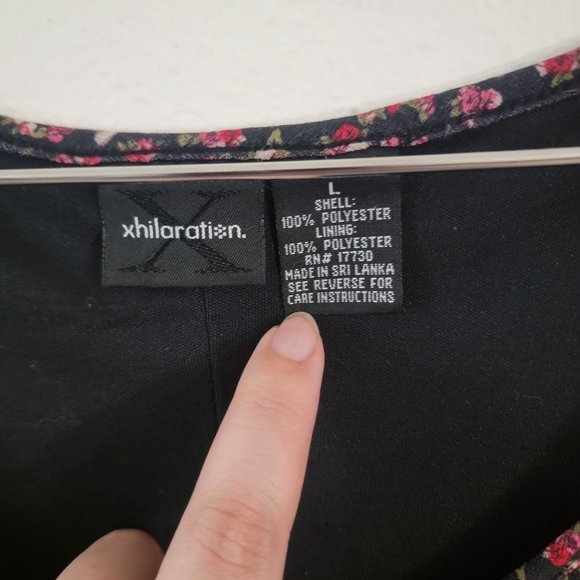 xhilaration.
L
SHELL:
100% POLYESTER
LINING:
100% POLYESTER
RN# 17730
MADE IN SRI LANKA
SEE REVERSE FOR
CARE INSTRUCTIONS